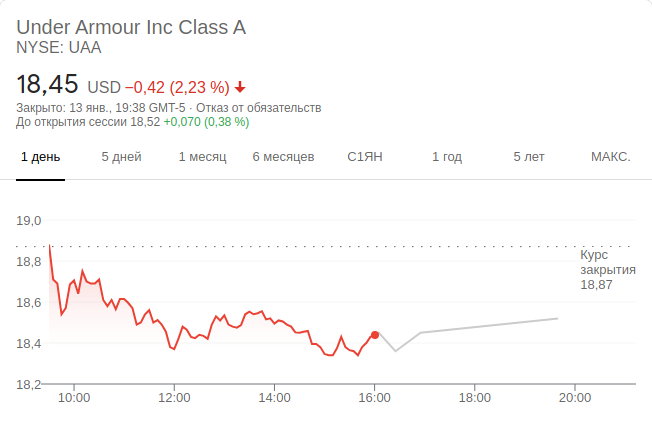 Under Armour Inc Class A
NYSE: UAA
18,45 USD −0,42 (2,23 %)
Закрыто: 13 янв., 19:38 GMT-5 · Отказ от обязательств
До открытия сессии 18,52 +0,070 (0,38 %)
1 день 5 дней 1 месяц 6 месяцев С1ЯН 1 год 5 лет МАКС.
19,0
18,8
18,6
18,4
18,2
Курс
закрытия
18,87
10:00 12:00 14:00 16:00 18:00 20:00